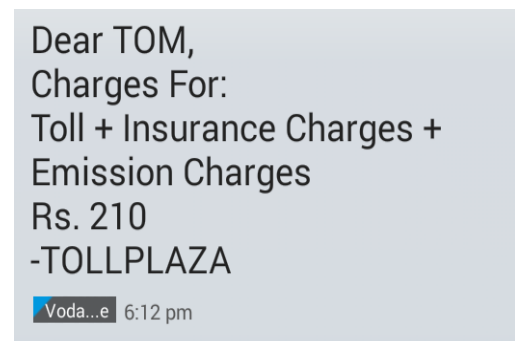 Dear TOM,
Charges For:
Toll + Insurance Charges +
Emission Charges
Rs. 210
-TOLLPLAZA
Voda...e 6:12 pm